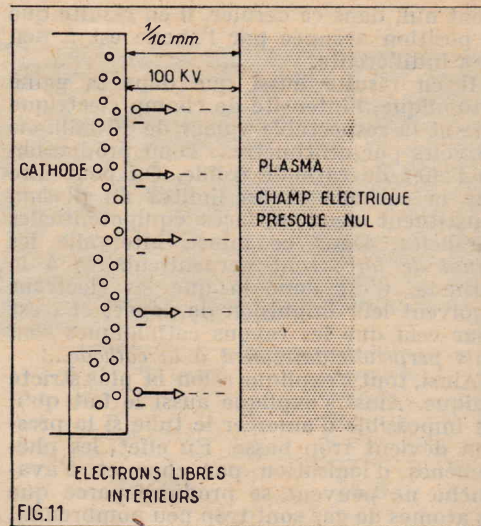 1/10 mm
100 KV
CATHODE
PLASMA
CHAMP ELECTRIQUE
PRESQUE NUL
ELECTRONS LIBRES
INTERIEURS
FIG.11